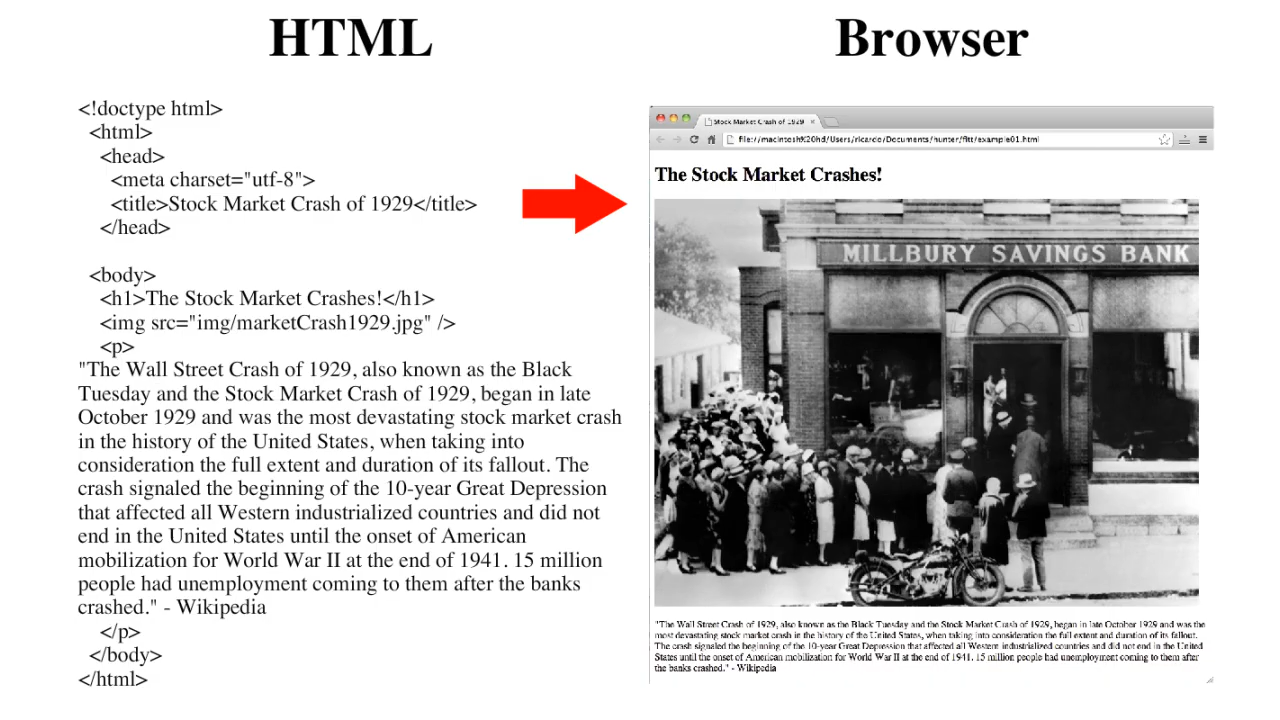 HTML
Browser
<!doctype html>
<html>
<head>
<meta charset="utf-8">
<title>Stock Market Crash of 1929</title>
</head>
<body>
<h1>The Stock Market Crashes!</h1>
<img src="img/marketCrash1929.jpg" />
<p>
"The Wall Street Crash of 1929, also known as the Black
Tuesday and the Stock Market Crash of 1929, began in late
October 1929 and was the most devastating stock market crash
in the history of the United States, when taking into
consideration the full extent and duration of its fallout. The
crash signaled the beginning of the 10-year Great Depression
that affected all Western industrialized countries and did not
end in the United States until the onset of American
mobilization for World War II at the end of 1941. 15 million
people had unemployment coming to them after the banks
crashed." - Wikipedia
</p>
</body>
</html>
Stock Market Crash of 1929
file://macintosh%20hd/Users/ricardo/Documents/hunter/fltt/example01.html
The Stock Market Crashes!
MILLBURY SAVINGS BANK
"The Wall Street Crash of 1929, also known as the Black Tuesday and the Stock Market Crash of 1929, began in late October 1929 and was the
most devastating stock market crash in the history of the United States, when taking into consideration the full extent and duration of its fallout.
The crash signaled the beginning of the 10-year Great Depression that affected all Western industrialized countries and did not end in the United
States until the onset of American mobilization for World War II at the end of 1941. 15 million people had unemployment coming to them after
the banks crashed." - Wikipedia